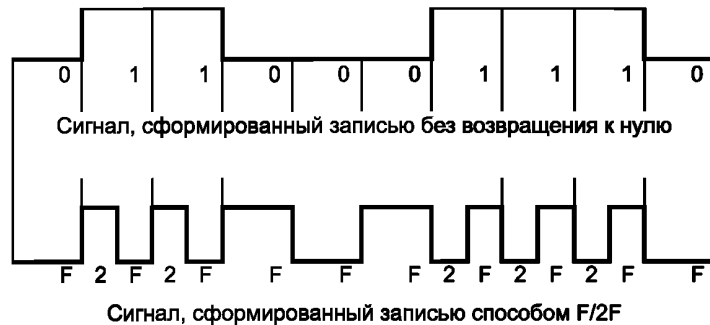 0 1 1 0 0 0 1 1 1 0
Сигнал, сформированный записью без возвращения к нулю
F 2 F 2 F F F F 2 F 2 F 2 F F
Сигнал, сформированный записью способом F/2F